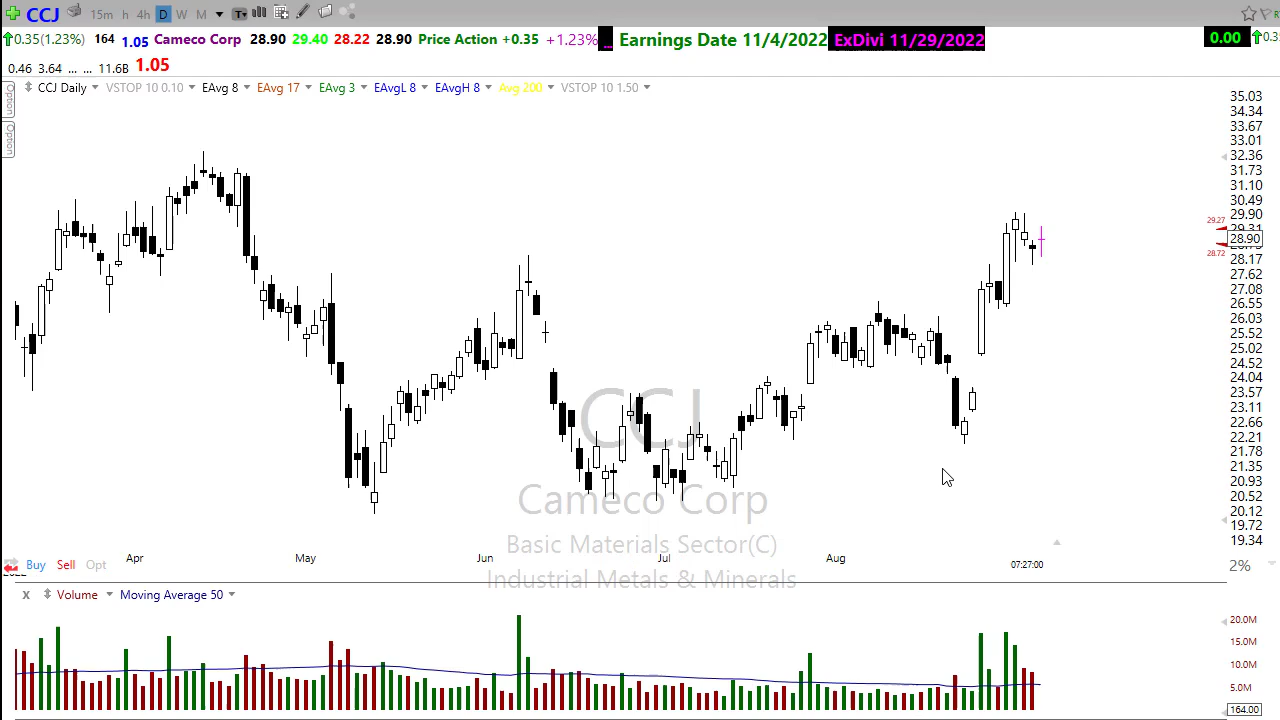 CCJ 15m h 4h D W M T
0.35(1.23%) 164 1.05 Cameco Corp 28.90 29.40 28.22 28.90 Price Action +0.35 +1.23% ... Earnings Date 11/4/2022 ExDivi 11/29/2022 0.00
0.46 3.64 ... ... 11.6B 1.05
Option
Option
CCJ Daily VSTOP 10 0.10 EAvg 8 EAvg 17 EAvg 3 EAvgL 8 EAvgH 8 Avg 200 VSTOP 10 1.50
35.03
34.34
33.67
33.01
32.36
31.73
31.10
30.49
29.90
29.27
28.90
28.72
28.17
27.62
27.08
26.55
26.03
25.52
25.02
24.52
24.04
23.57
23.11
22.66
22.21
21.78
21.35
20.93
20.52
20.12
19.72
19.34
CCJ
Cameco Corp
Basic Materials Sector(C)
Industrial Metals & Minerals
Apr May Jun Jul Aug 07:27:00
Buy Sell Opt 2%
X Volume Moving Average 50
20.0M
15.0M
10.0M
5.0M
164.00